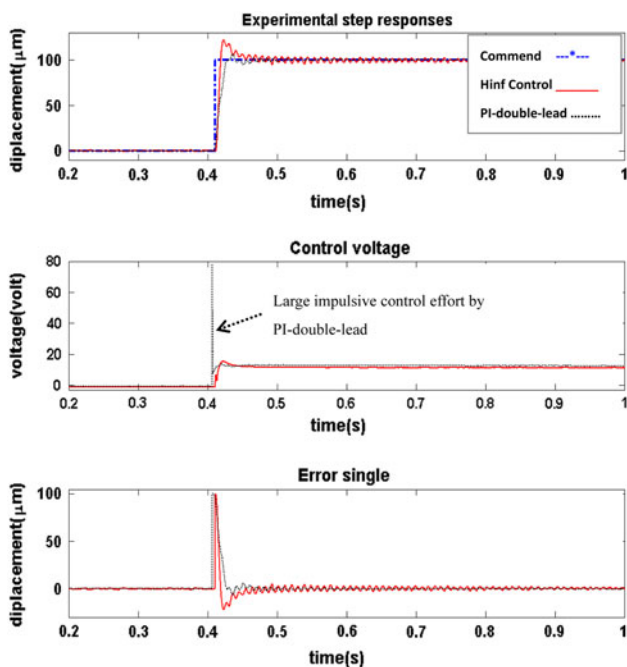 Experimental step responses
diplacement(μm)
100
50
0
0.2 0.3 0.4 0.5 0.6 0.7 0.8 0.9 1
time(s)
Commend ---*---
Hinf Control ______
PI-double-lead .........
Control voltage
voltage(volt)
80
60
40
20
0
0.2 0.3 0.4 0.5 0.6 0.7 0.8 0.9 1
time(s)
Large impulsive control effort by
PI-double-lead
Error single
diplacement(μm)
100
50
0
0.2 0.3 0.4 0.5 0.6 0.7 0.8 0.9 1
time(s)